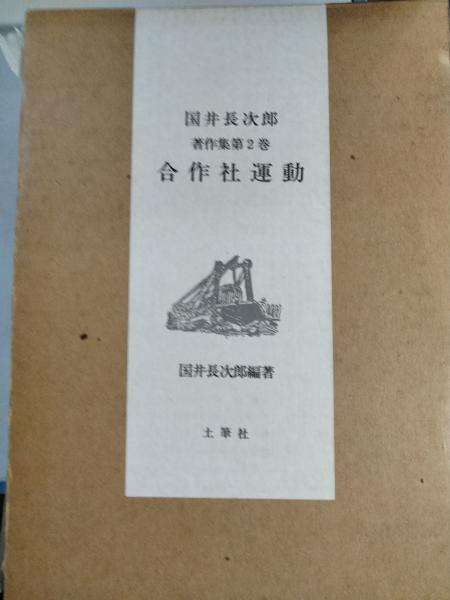 国井長次郎
著作集第2巻
合作社運動
国井長次郎編著
土筆社